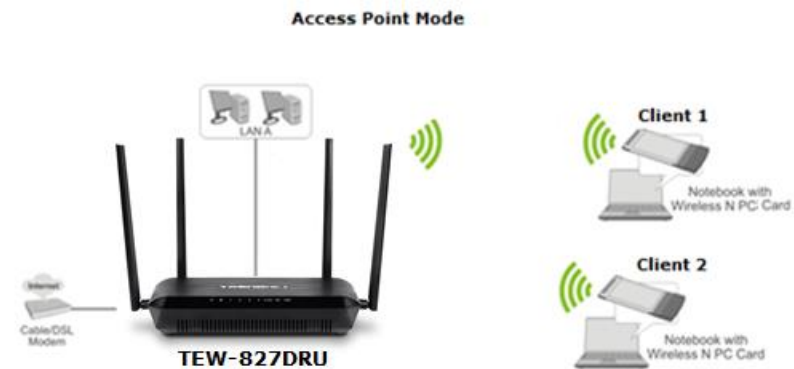 Access Point Mode
LAN A
Client 1
Notebook with
Wireless N PC Card
Internet
Cable/DSL
Modem
TRENDNET
TEW-827DRU
Client 2
Notebook with
Wireless N PC Card